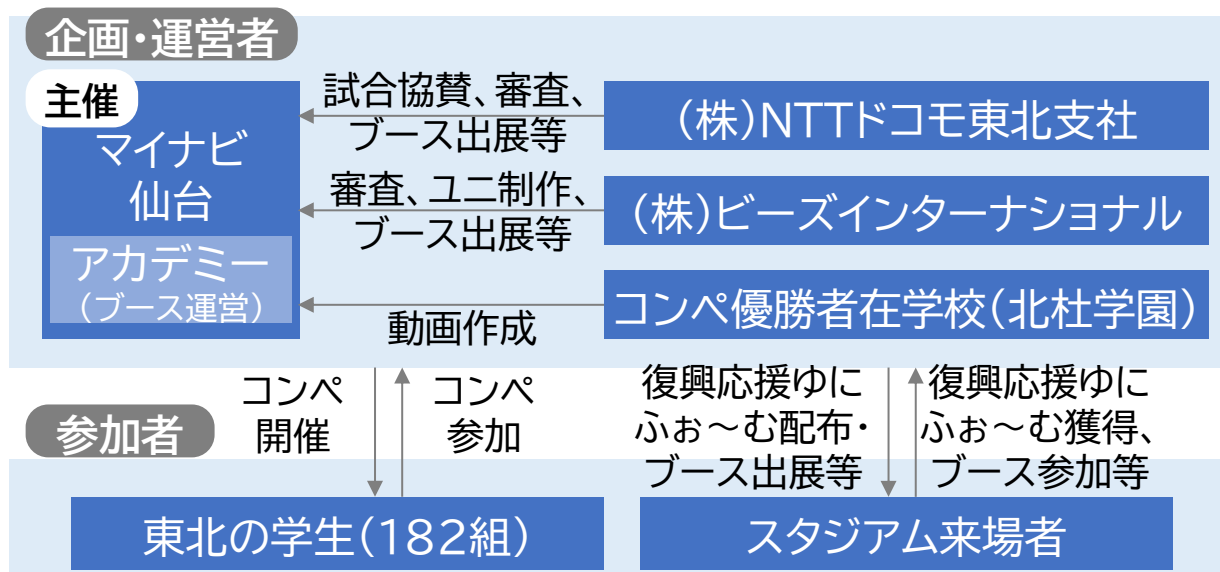 企画・運営者
主催
マイナビ
仙台
アカデミー
（ブース運営）
試合協賛、審査、
ブース出展等
（株）NTTドコモ東北支社
審査、ユニ制作、
ブース出展等
（株）ビーズインターナショナル
動画作成
コンペ優勝者在学校（北杜学園）
コンペ
開催
コンペ
参加
復興応援ゆに
ふぉ～む配布・
ブース出展等
復興応援ゆに
ふぉ～む獲得、
ブース参加等
参加者
東北の学生（182組）
スタジアム来場者